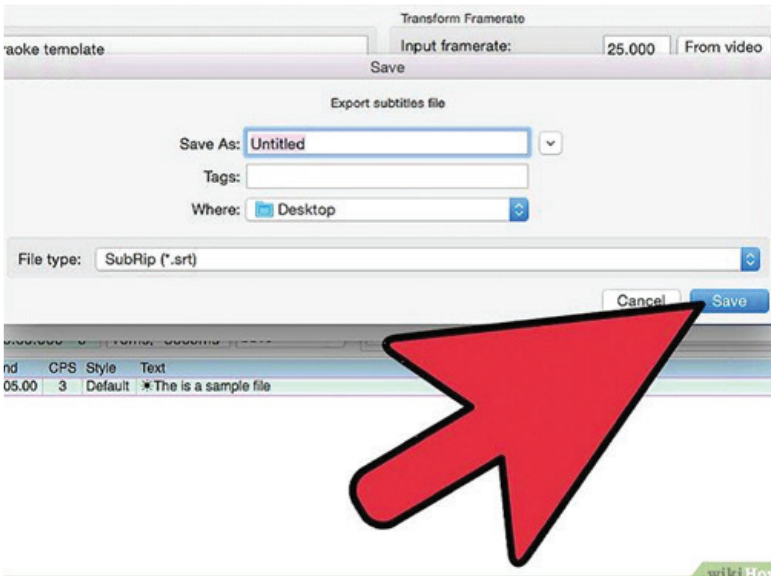 Transform Framerate
raoke template
Input framerate:
25.000
From video
Save
Export subtitles file
Save As: Untitled
Tags:
Where: Desktop
File type: SubRip (*.srt)
Cancel Save
nd CPS Style Text
05.00 3 Default ☀The is a sample file
wikiHow